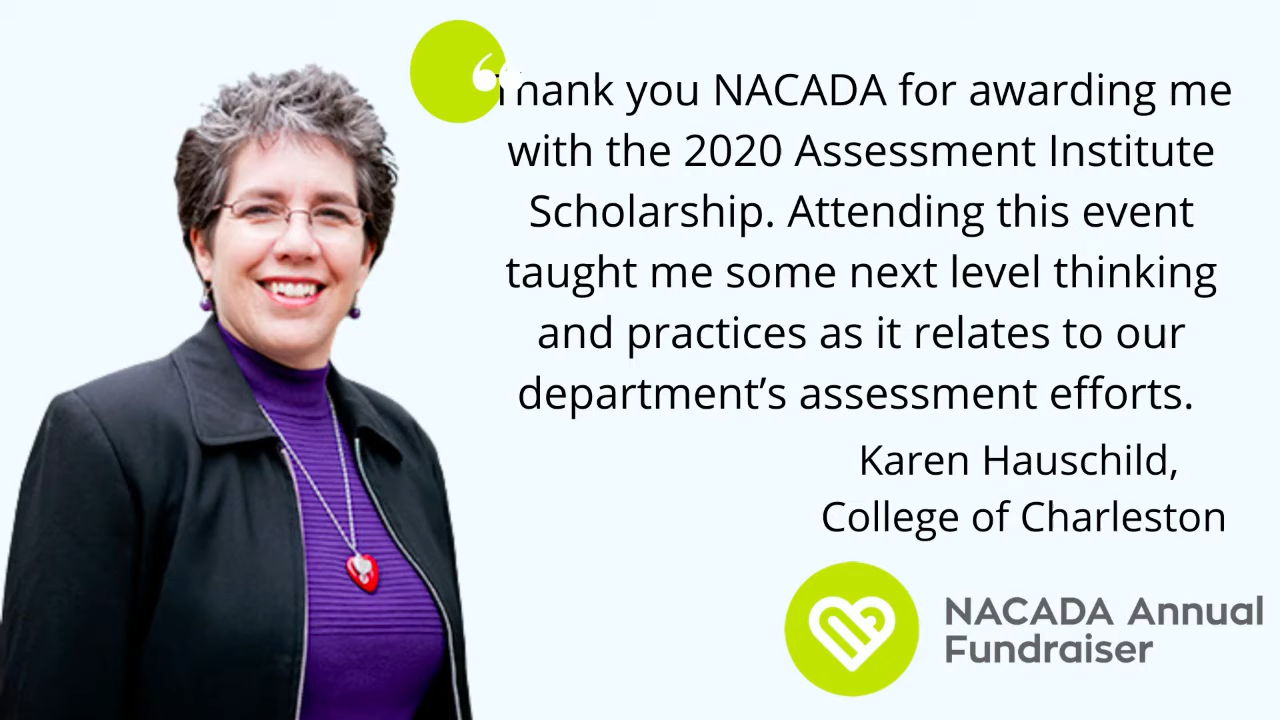 “Thank you NACADA for awarding me
with the 2020 Assessment Institute
Scholarship. Attending this event
taught me some next level thinking
and practices as it relates to our
department’s assessment efforts.
Karen Hauschild,
College of Charleston
NACADA Annual
Fundraiser